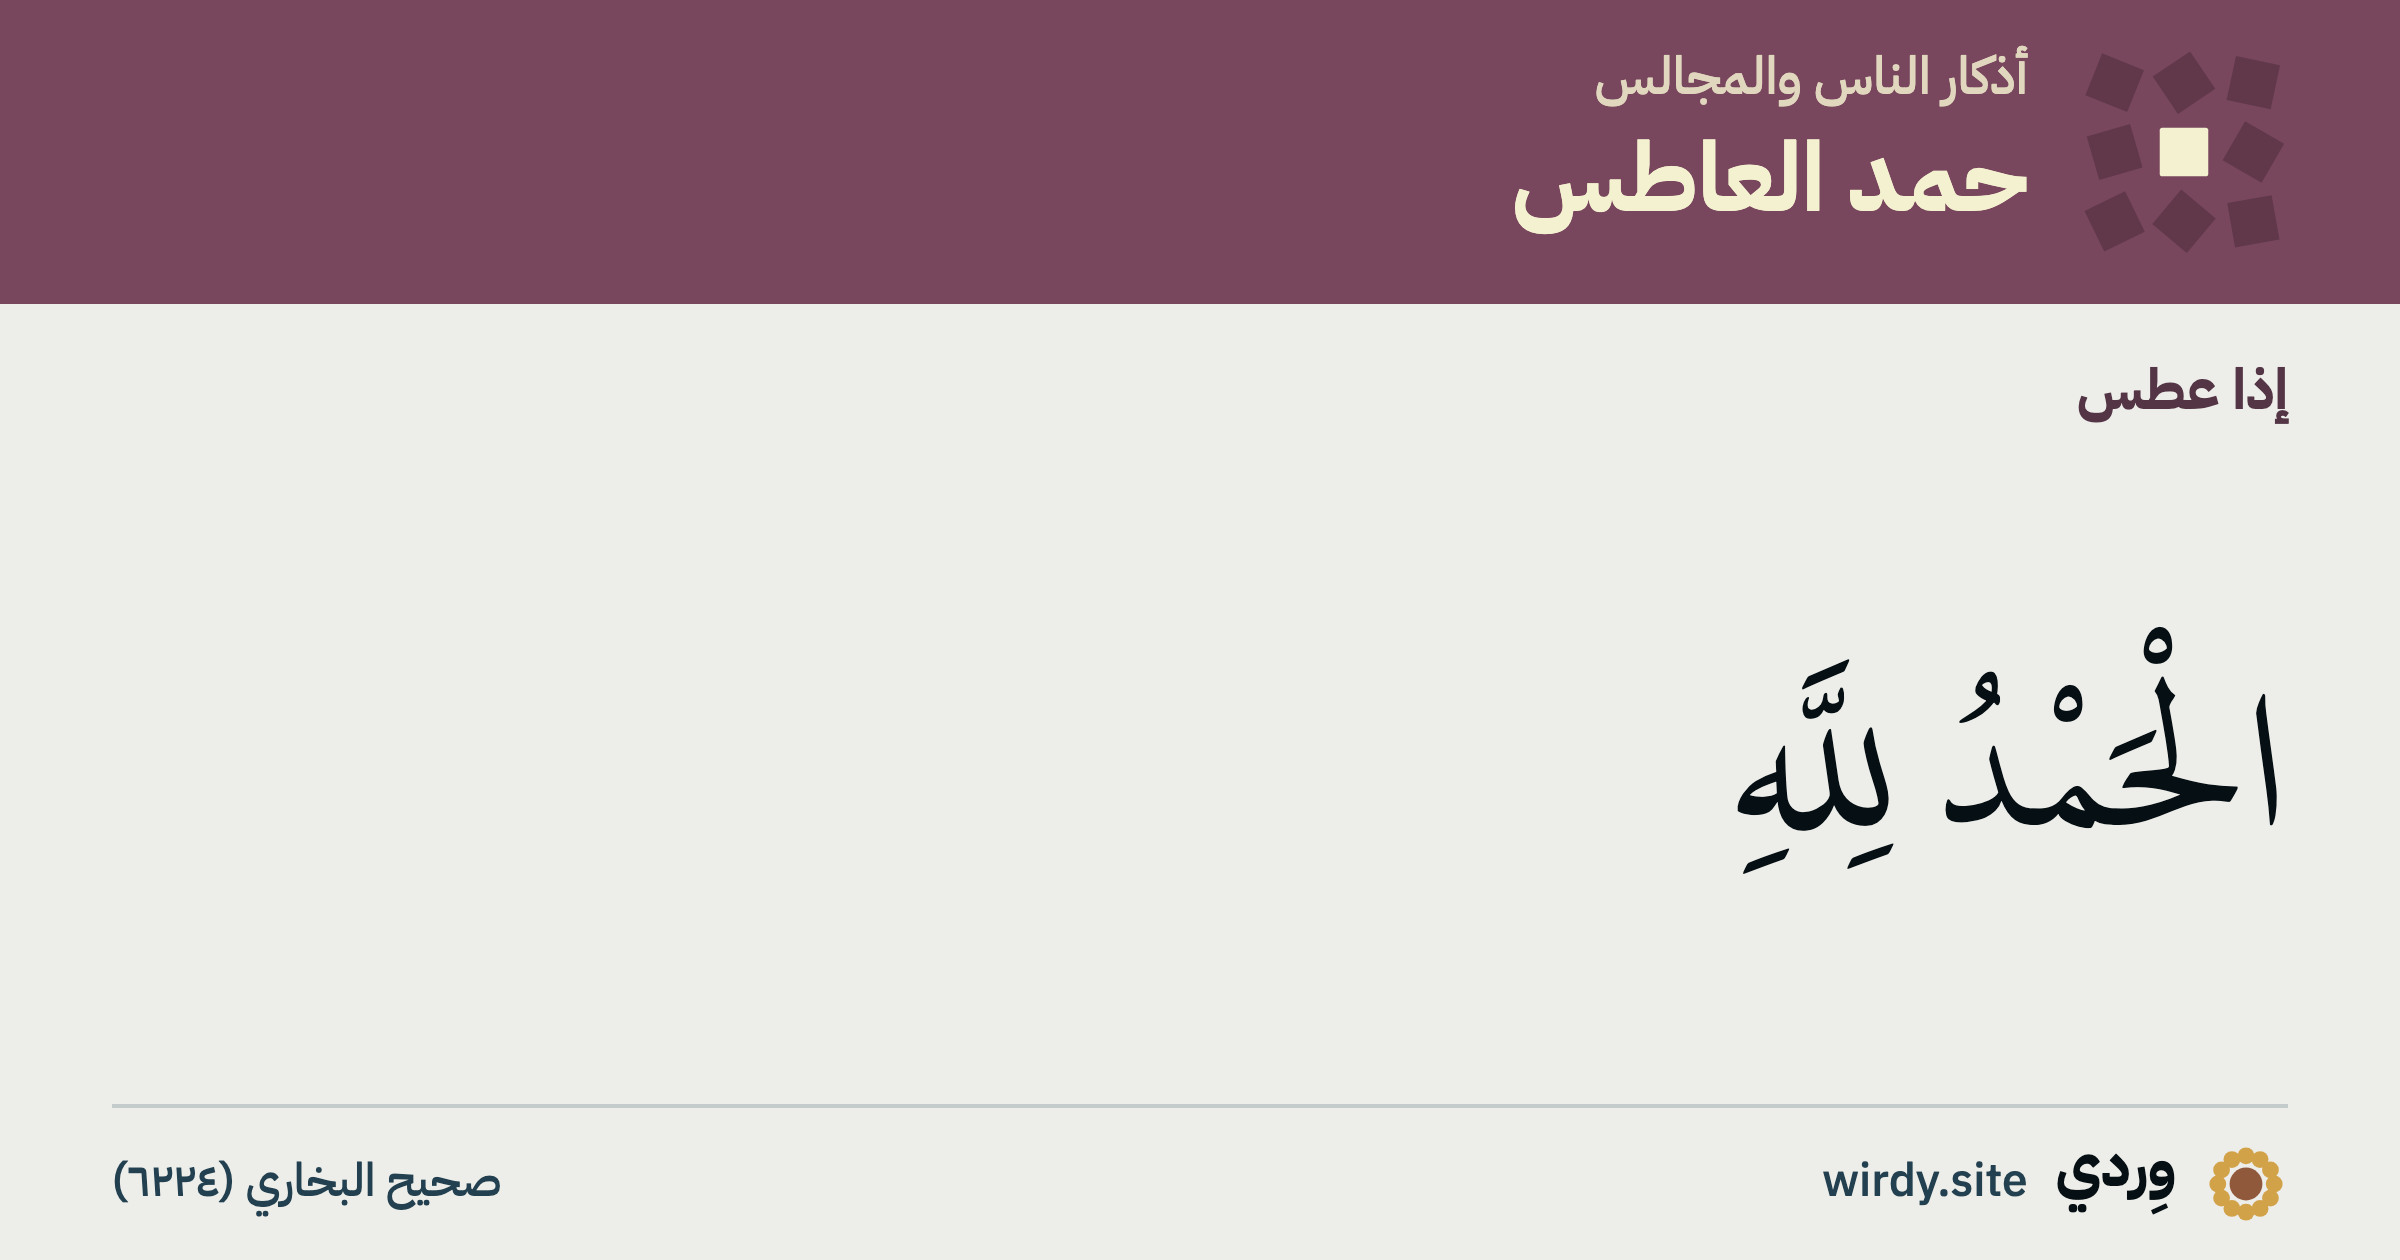 أذكار الناس والمجالس
حمد العاطس
إذا عطس
الْحَمْدُ لِلَّهِ
وِردي wirdy.site
صحيح البخاري (٦٢٢٤)